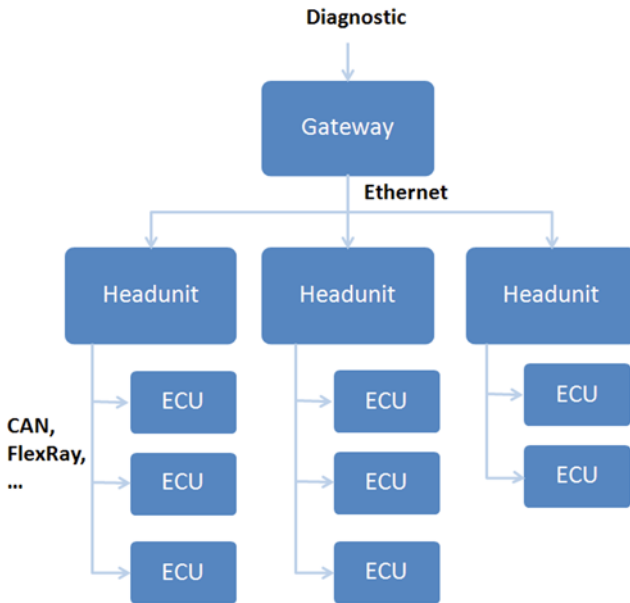 Diagnostic
Gateway
Ethernet
Headunit
Headunit
Headunit
ECU
ECU
ECU
CAN,
FlexRay,
...
ECU
ECU
ECU
ECU
ECU